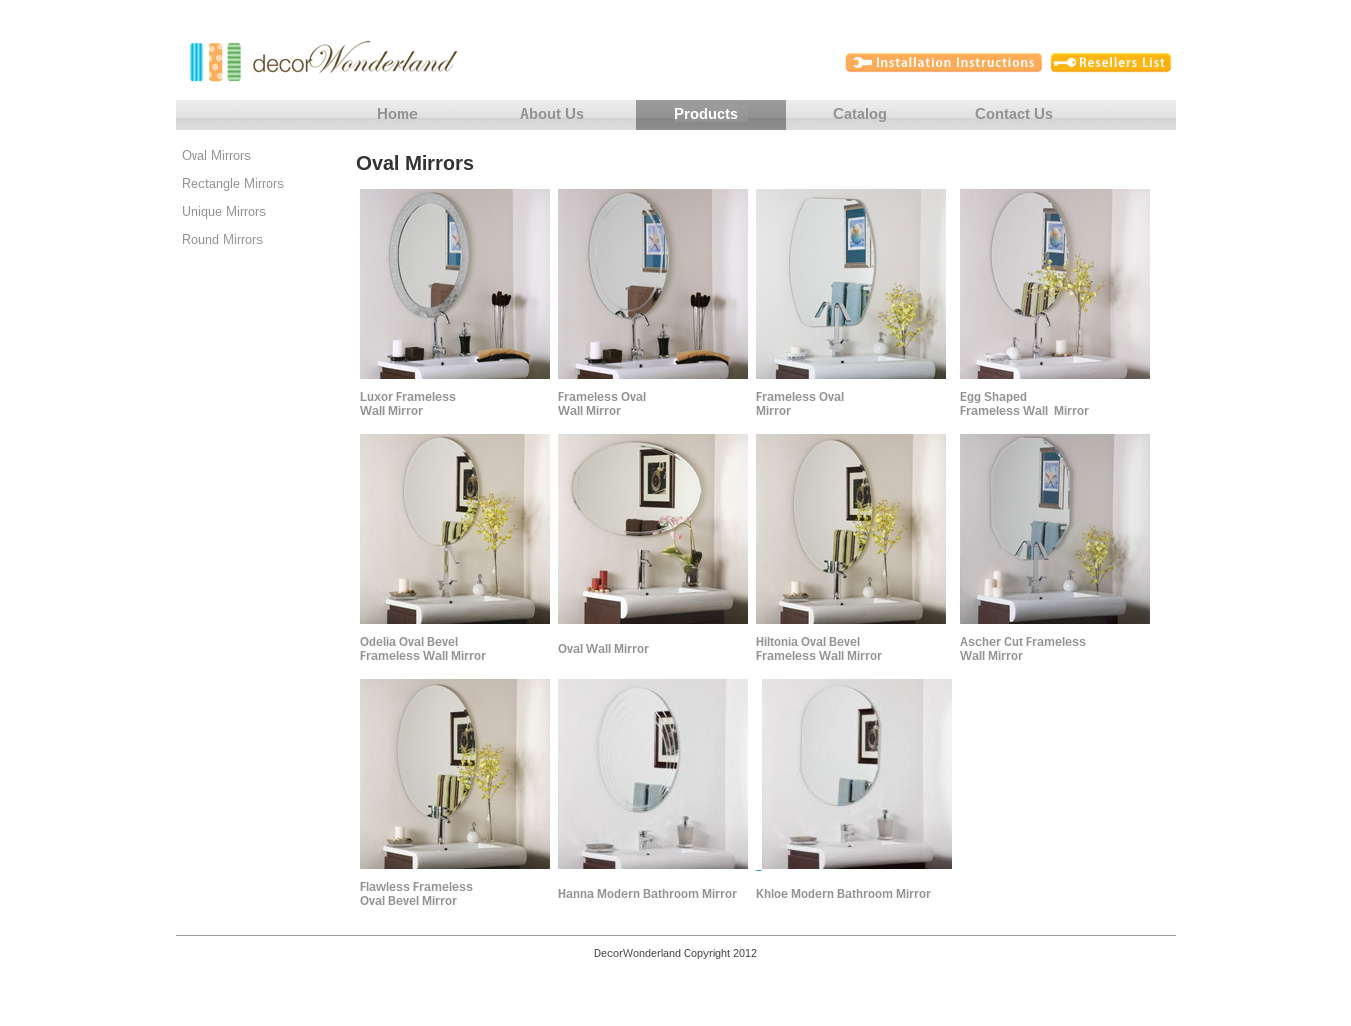 decorWonderland
Installation Instructions
Resellers List
Home
About Us
Products
Catalog
Contact Us
Oval Mirrors
Rectangle Mirrors
Unique Mirrors
Round Mirrors
Oval Mirrors
Luxor Frameless
Wall Mirror
Frameless Oval
Wall Mirror
Frameless Oval
Mirror
Egg Shaped
Frameless Wall  Mirror
Odelia Oval Bevel
Frameless Wall Mirror
Oval Wall Mirror
Hiltonia Oval Bevel
Frameless Wall Mirror
Ascher Cut Frameless
Wall Mirror
Flawless Frameless
Oval Bevel Mirror
Hanna Modern Bathroom Mirror
Khloe Modern Bathroom Mirror
DecorWonderland Copyright 2012